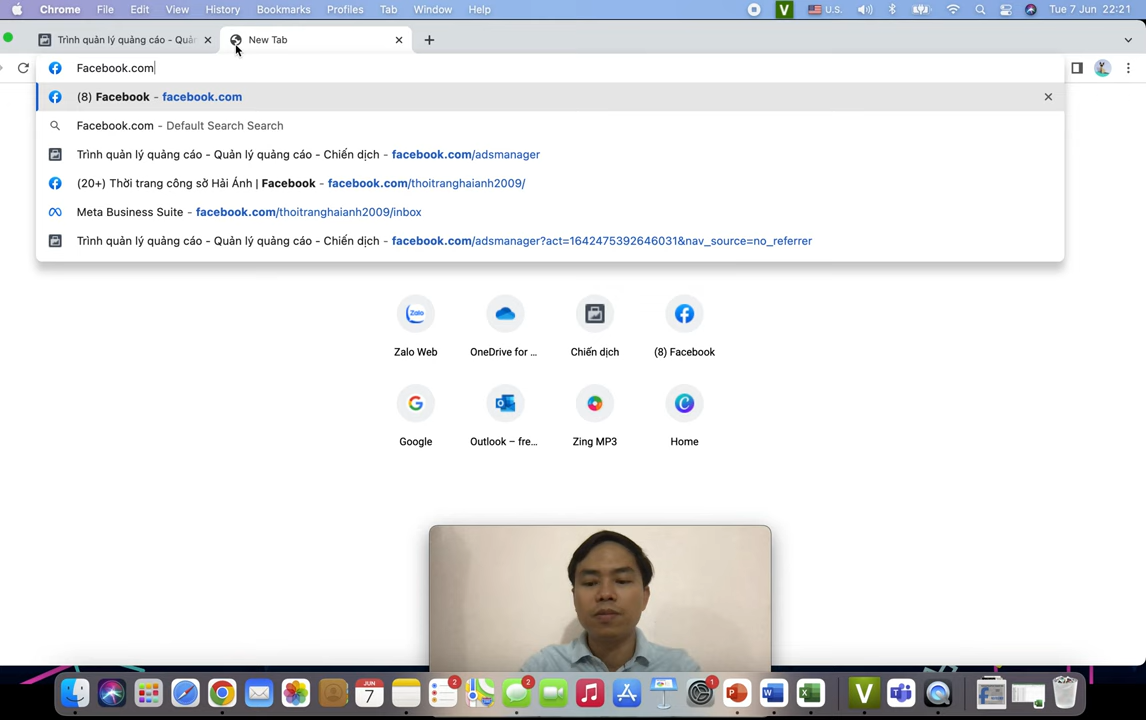 Chrome File Edit View History Bookmarks Profiles Tab Window Help V U.S. Tue 7 Jun 22:21
Trình quản lý quảng cáo - Quả
New Tab
Facebook.com
(8) Facebook - facebook.com
Facebook.com - Default Search Search
Trình quản lý quảng cáo - Quản lý quảng cáo - Chiến dịch - facebook.com/adsmanager
(20+) Thời trang công sở Hải Ánh | Facebook - facebook.com/thoitranghaianh2009/
Meta Business Suite - facebook.com/thoitranghaianh2009/inbox
Trình quản lý quảng cáo - Quản lý quảng cáo - Chiến dịch - facebook.com/adsmanager?act=1642475392646031&nav_source=no_referrer
Zalo
Zalo Web OneDrive for ... Chiến dịch (8) Facebook
Google Outlook – fre... Zing MP3 Home
JUN
7
2
2
1
P
W
X
V